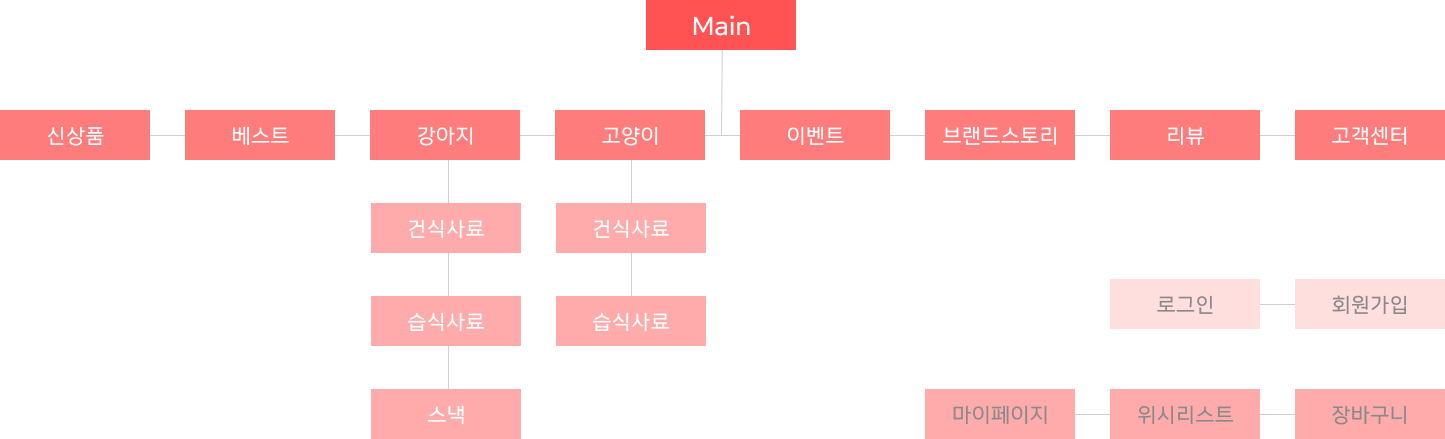 Main
신상품
베스트
강아지
고양이
이벤트
브랜드스토리
리뷰
고객센터
건식사료
건식사료
습식사료
습식사료
스낵
로그인
회원가입
마이페이지
위시리스트
장바구니